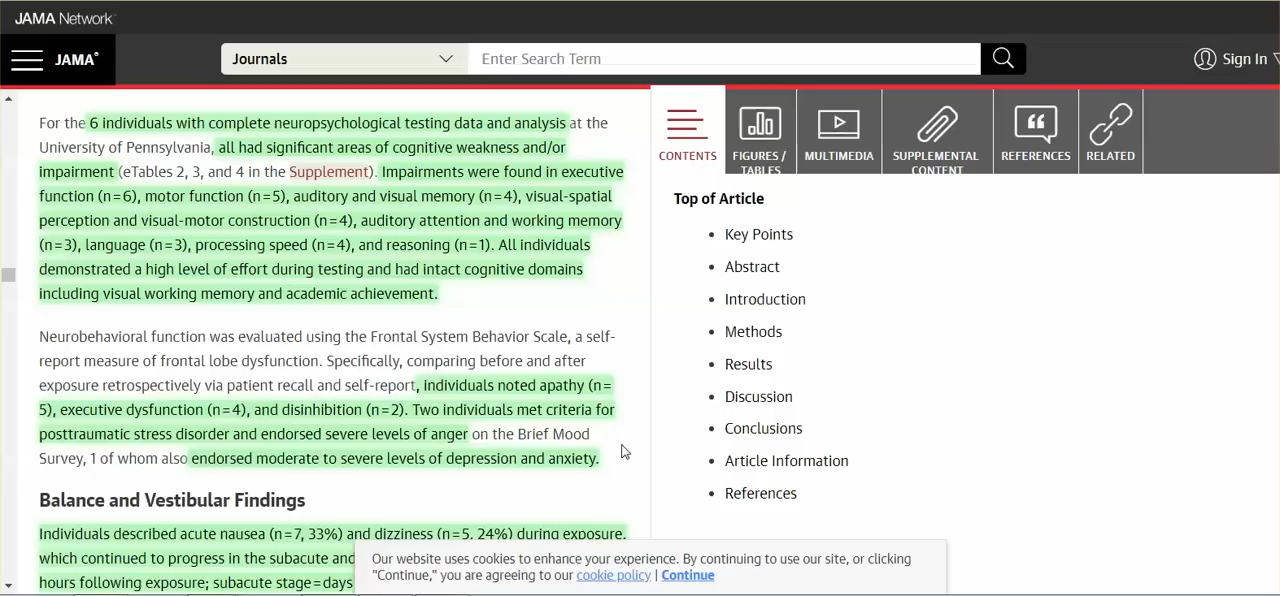 JAMA Network™
JAMA®
Journals
Enter Search Term
Sign In
For the 6 individuals with complete neuropsychological testing data and analysis at the
University of Pennsylvania, all had significant areas of cognitive weakness and/or
impairment (eTables 2, 3, and 4 in the Supplement). Impairments were found in executive
function (n=6), motor function (n=5), auditory and visual memory (n=4), visual-spatial
perception and visual-motor construction (n=4), auditory attention and working memory
(n=3), language (n=3), processing speed (n=4), and reasoning (n=1). All individuals
demonstrated a high level of effort during testing and had intact cognitive domains
including visual working memory and academic achievement.
Neurobehavioral function was evaluated using the Frontal System Behavior Scale, a self-
report measure of frontal lobe dysfunction. Specifically, comparing before and after
exposure retrospectively via patient recall and self-report, individuals noted apathy (n=
5), executive dysfunction (n=4), and disinhibition (n=2). Two individuals met criteria for
posttraumatic stress disorder and endorsed severe levels of anger on the Brief Mood
Survey, 1 of whom also endorsed moderate to severe levels of depression and anxiety.
Balance and Vestibular Findings
Individuals described acute nausea (n=7, 33%) and dizziness (n=5, 24%) during exposure,
which continued to progress in the subacute and
hours following exposure; subacute stage=days
CONTENTS
FIGURES /
TABLES
MULTIMEDIA
SUPPLEMENTAL
CONTENT
REFERENCES
RELATED
Top of Article
Key Points
Abstract
Introduction
Methods
Results
Discussion
Conclusions
Article Information
References
Our website uses cookies to enhance your experience. By continuing to use our site, or clicking
"Continue," you are agreeing to our cookie policy | Continue